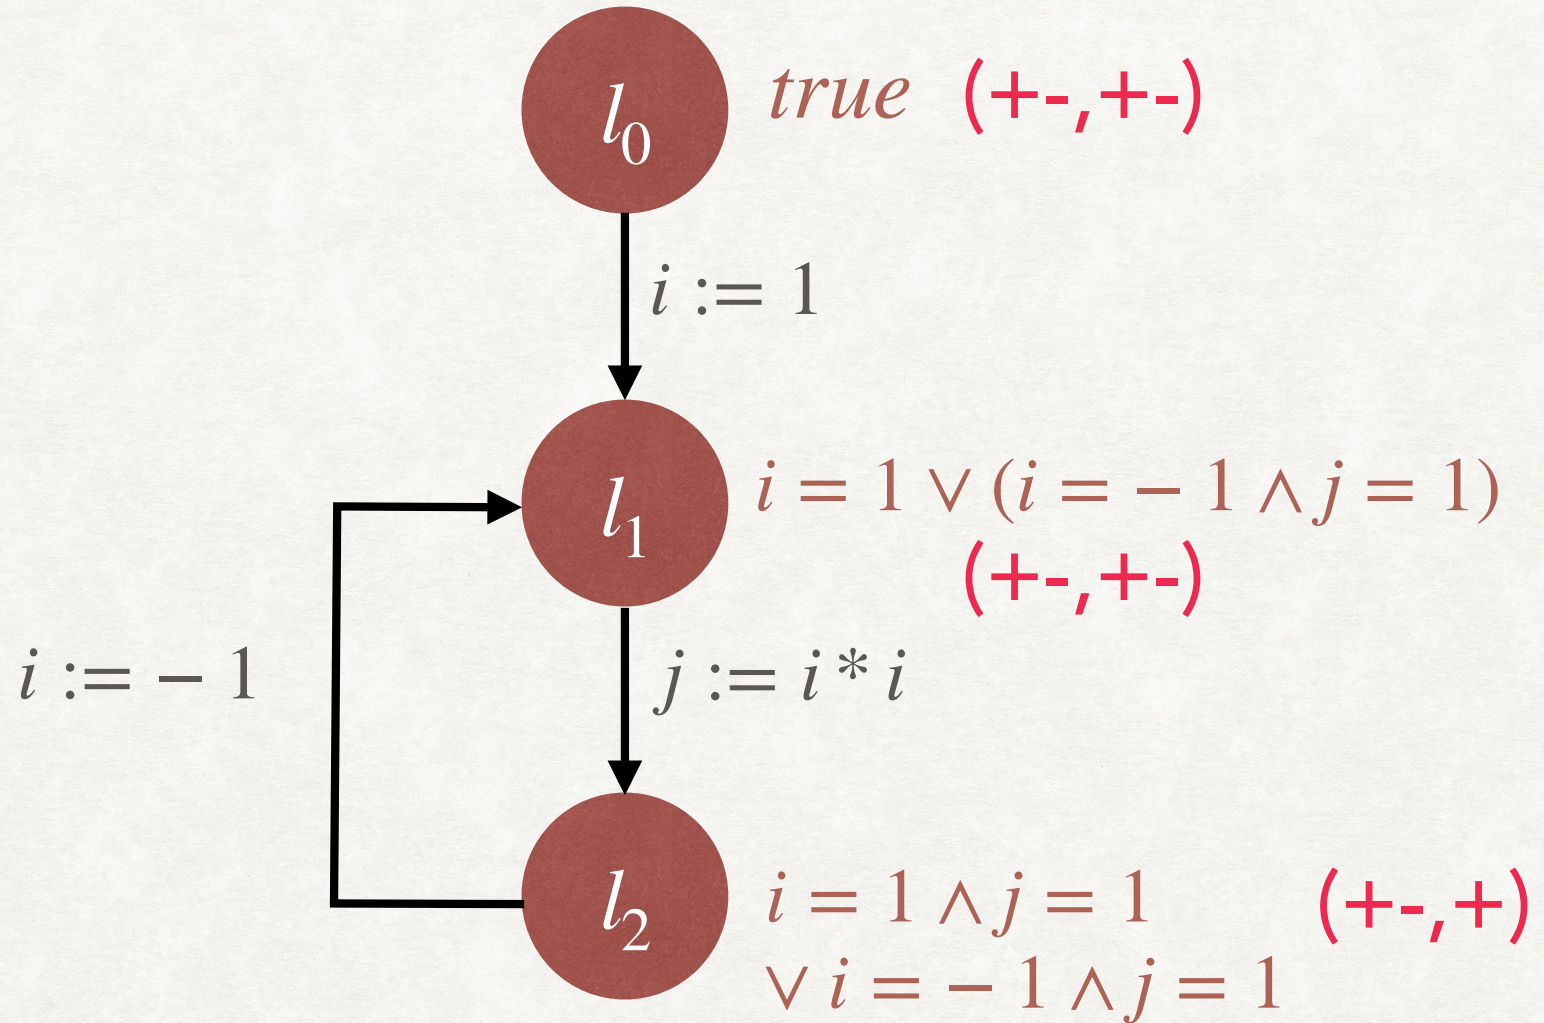 l₀ true (+-,+-)
i := 1
l₁ i = 1 ∨ (i = − 1 ∧ j = 1)
(+-,+-)
i := − 1
j := i * i
l₂ i = 1 ∧ j = 1 (+-,+)
∨ i = − 1 ∧ j = 1